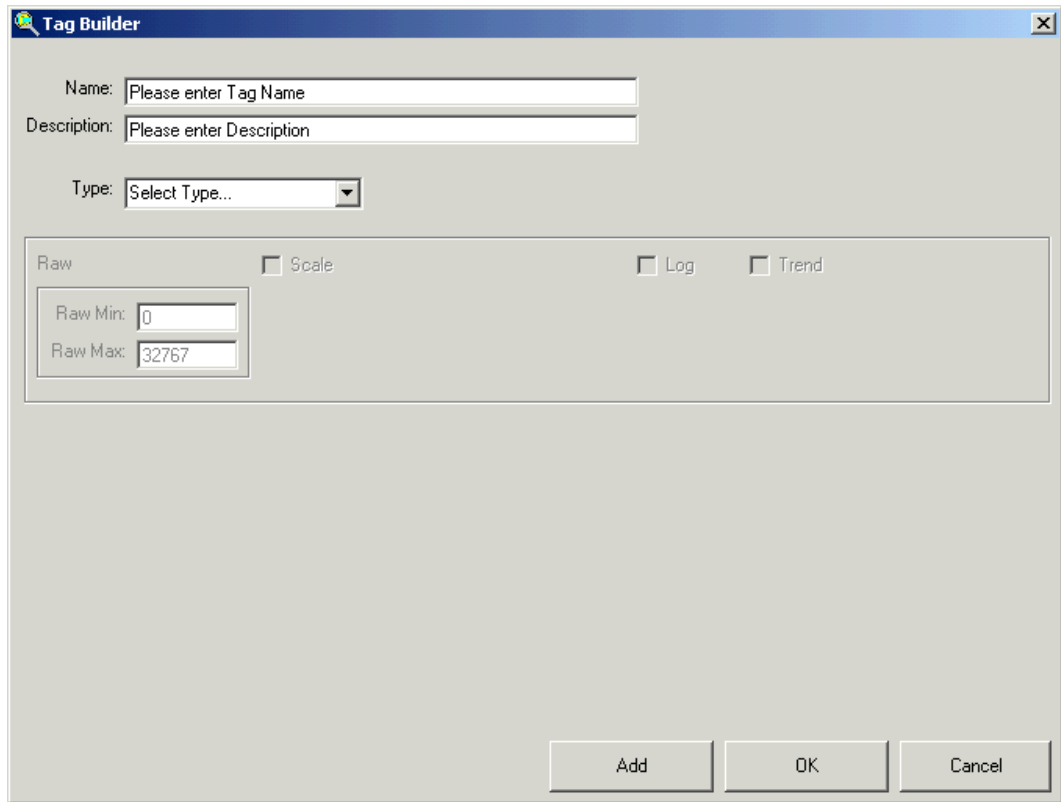 Tag Builder
Name: Please enter Tag Name
Description: Please enter Description
Type: Select Type...
Raw Scale Log Trend
Raw Min: 0
Raw Max: 32767
Add OK Cancel